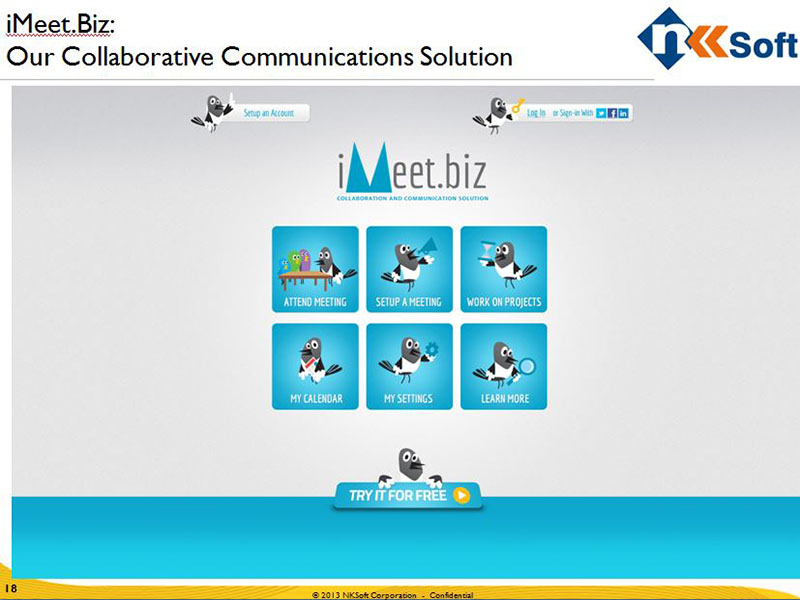 iMeet.Biz:
Our Collaborative Communications Solution
nKSoft
Setup an Account
Log In or Sign-in With
iMeet.biz
COLLABORATION AND COMMUNICATION SOLUTION
ATTEND MEETING
SETUP A MEETING
WORK ON PROJECTS
MY CALENDAR
MY SETTINGS
LEARN MORE
TRY IT FOR FREE
18
© 2013 NKSoft Corporation - Confidential